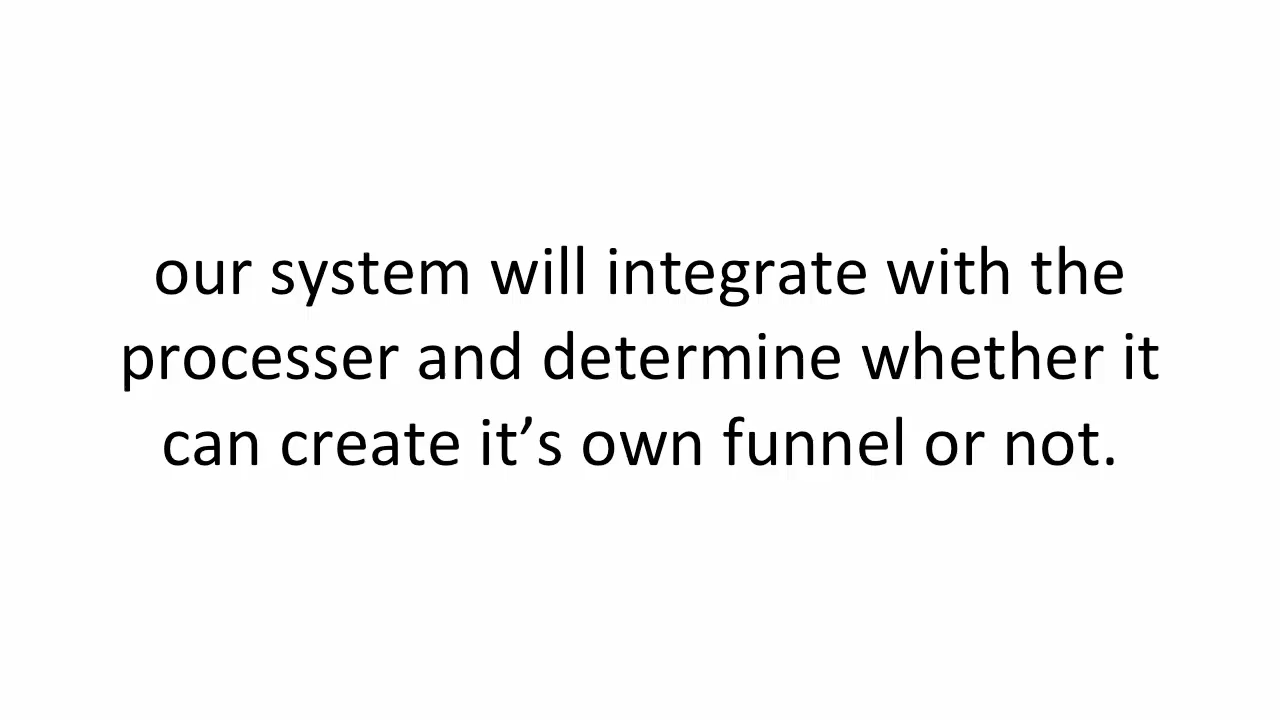 our system will integrate with the
processer and determine whether it
can create it’s own funnel or not.